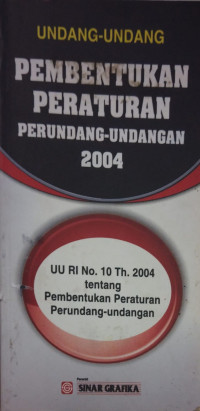 UNDANG-UNDANG
PEMBENTUKAN
PERATURAN
PERUNDANG-UNDANGAN
2004
UU RI No. 10 Th. 2004
tentang
Pembentukan Peraturan
Perundang-undangan
Penerbit
SINAR GRAFIKA